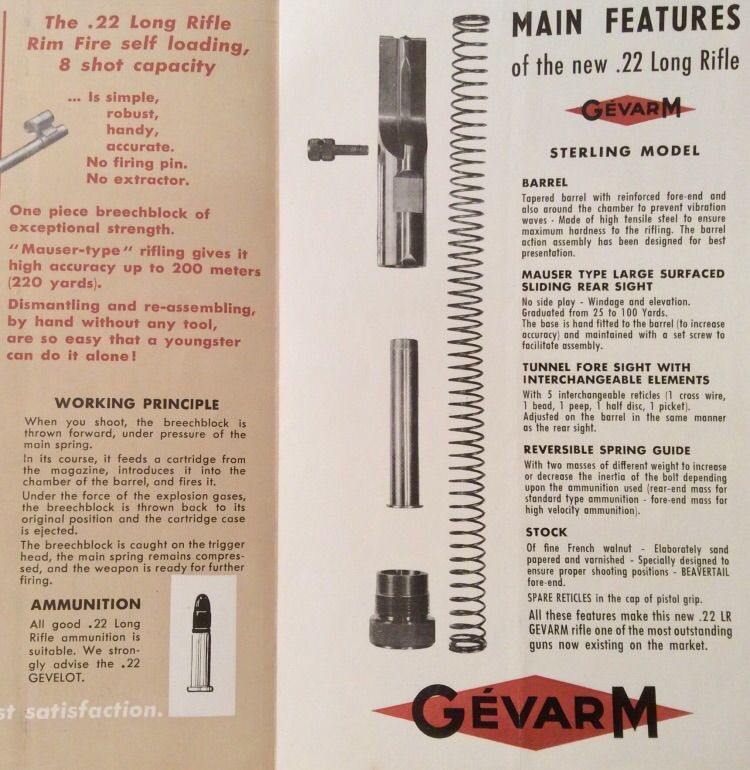 The .22 Long Rifle
Rim Fire self loading,
8 shot capacity
... Is simple,
robust,
handy,
accurate.
No firing pin.
No extractor.
One piece breechblock of
exceptional strength.
"Mauser-type" rifling gives it
high accuracy up to 200 meters
(220 yards).
Dismantling and re-assembling,
by hand without any tool,
are so easy that a youngster
can do it alone!
WORKING PRINCIPLE
When you shoot, the breechblock is
thrown forward, under pressure of the
main spring.
In its course, it feeds a cartridge from
the magazine, introduces it into the
chamber of the barrel, and fires it.
Under the force of the explosion gases,
the breechblock is thrown back to its
original position and the cartridge case
is ejected.
The breechblock is caught on the trigger
head, the main spring remains compres-
sed, and the weapon is ready for further
firing.
AMMUNITION
All good .22 Long
Rifle ammunition is
suitable. We stron-
gly advise the .22
GEVELOT.
st satisfaction.
MAIN FEATURES
of the new .22 Long Rifle
GÉVARM
STERLING MODEL
BARREL
Tapered barrel with reinforced fore-end and
also around the chamber to prevent vibration
waves - Made of high tensile steel to ensure
maximum hardness to the rifling. The barrel
action assembly has been designed for best
presentation.
MAUSER TYPE LARGE SURFACED
SLIDING REAR SIGHT
No side play - Windage and elevation.
Graduated from 25 to 100 Yards.
The base is hand fitted to the barrel (to increase
accuracy) and maintained with a set screw to
facilitate assembly.
TUNNEL FORE SIGHT WITH
INTERCHANGEABLE ELEMENTS
With 5 interchangeable reticles (1 cross wire,
1 bead, 1 peep, 1 half disc, 1 picket).
Adjusted on the barrel in the same manner
as the rear sight.
REVERSIBLE SPRING GUIDE
With two masses of different weight to increase
or decrease the inertia of the bolt depending
upon the ammunition used (rear-end mass for
standard type ammunition - fore-end mass for
high velocity ammunition).
STOCK
Of fine French walnut - Elaborately sand
papered and varnished - Specially designed to
ensure proper shooting positions - BEAVERTAIL
fore-end.
SPARE RETICLES in the cap of pistol grip.
All these features make this new .22 LR
GEVARM rifle one of the most outstanding
guns now existing on the market.
GÉVARM